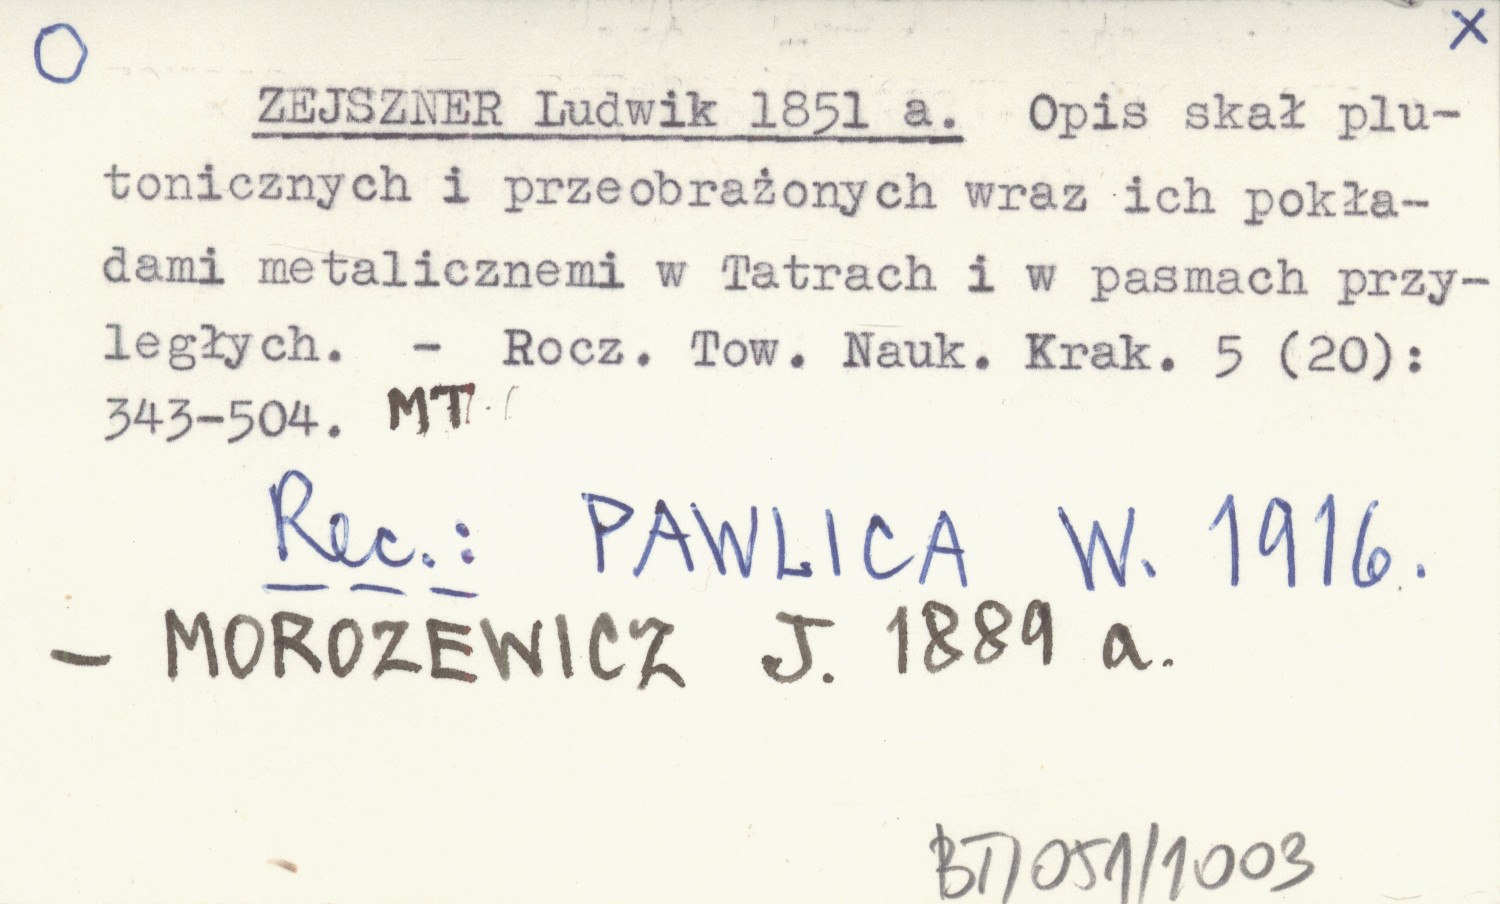 ZEJSZNER Ludwik 1851 a. Opis skał plu-
tonicznych i przeobrażonych wraz ich pokła-
dami metalicznemi w Tatrach i w pasmach przy-
ległych. - Rocz. Tow. Nauk. Krak. 5 (20):
343-504. MT
Rec.: PAWLICA W. 1916.
- MOROZEWICZ J. 1889 a.
BT/051/1003